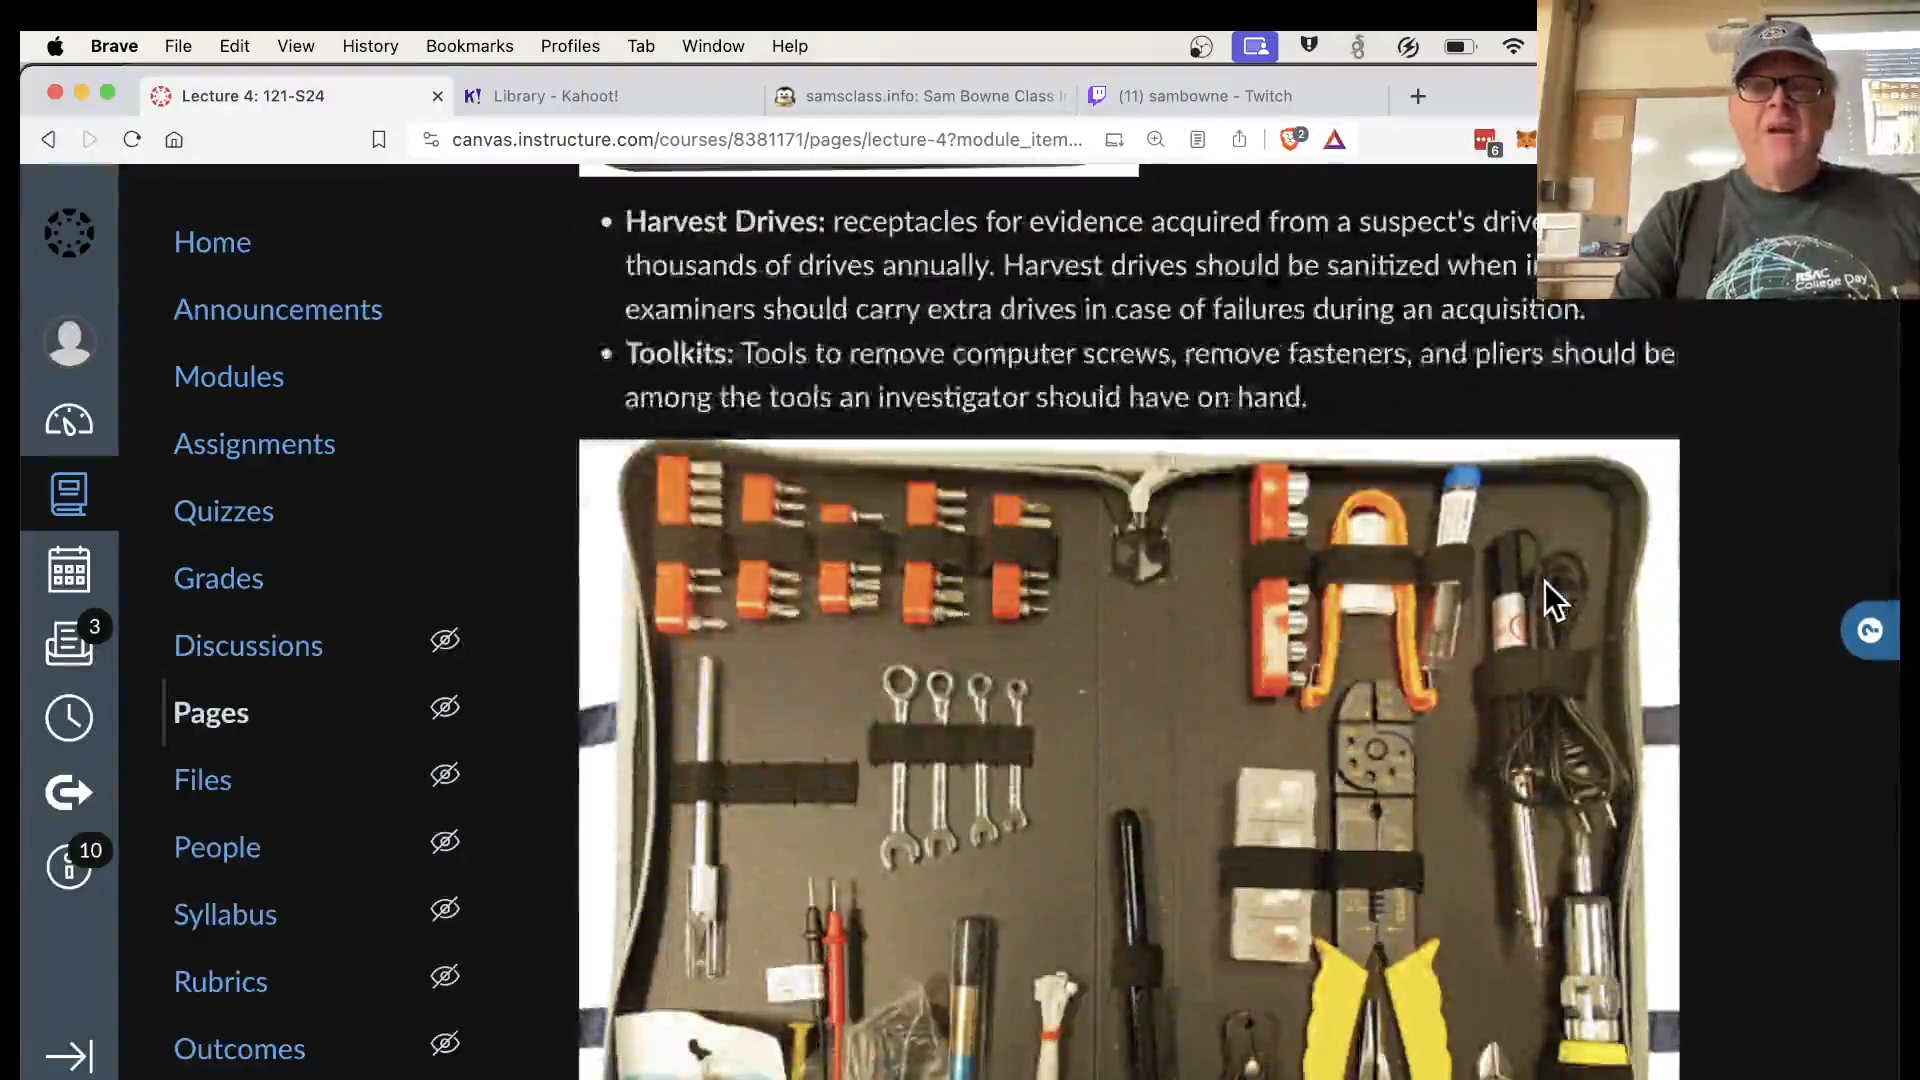 Brave File Edit View History Bookmarks Profiles Tab Window Help
Lecture 4: 121-S24
K! Library - Kahoot!
samsclass.info: Sam Bowne Class I
(11) sambowne - Twitch
canvas.instructure.com/courses/8381171/pages/lecture-4?module_item...
2
6
RSAC
College Day
Home
Announcements
Modules
Assignments
Quizzes
Grades
Discussions
Pages
Files
People
Syllabus
Rubrics
Outcomes
3
10
Harvest Drives: receptacles for evidence acquired from a suspect's drive
thousands of drives annually. Harvest drives should be sanitized when
examiners should carry extra drives in case of failures during an acquisition.
Toolkits: Tools to remove computer screws, remove fasteners, and pliers should be
among the tools an investigator should have on hand.